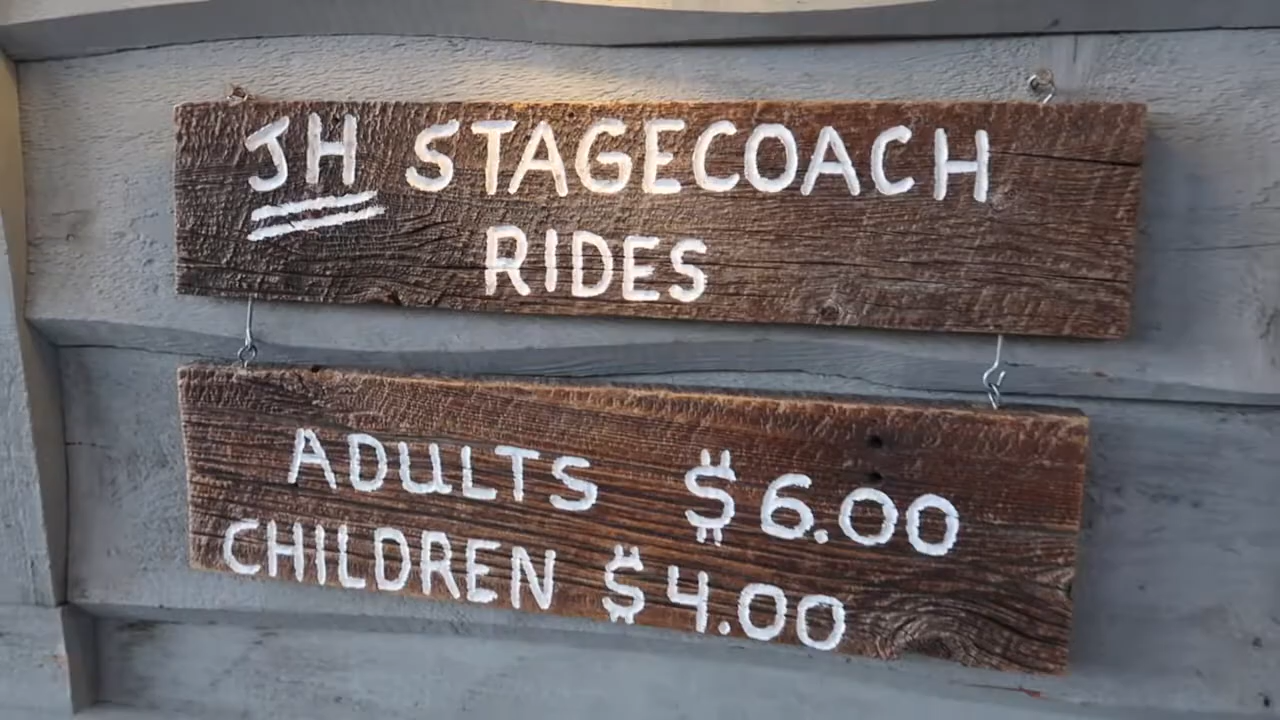 JH STAGECOACH
RIDES
ADULTS $6.00
CHILDREN $4.00